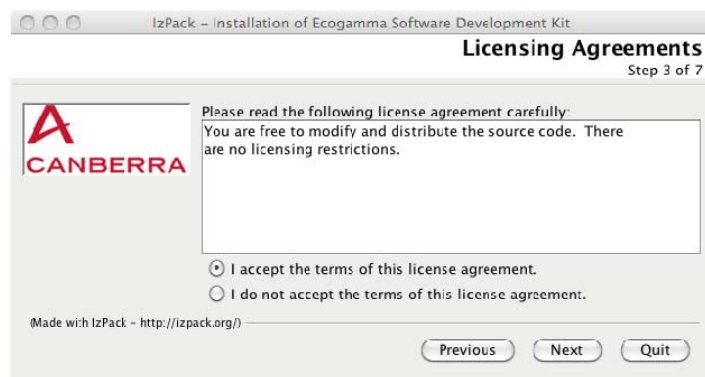 IzPack – Installation of Ecogamma Software Development Kit
Licensing Agreements
Step 3 of 7
CANBERRA
Please read the following license agreement carefully:
You are free to modify and distribute the source code. There
are no licensing restrictions.
I accept the terms of this license agreement.
I do not accept the terms of this license agreement.
(Made with IzPack – http://izpack.org/)
Previous
Next
Quit